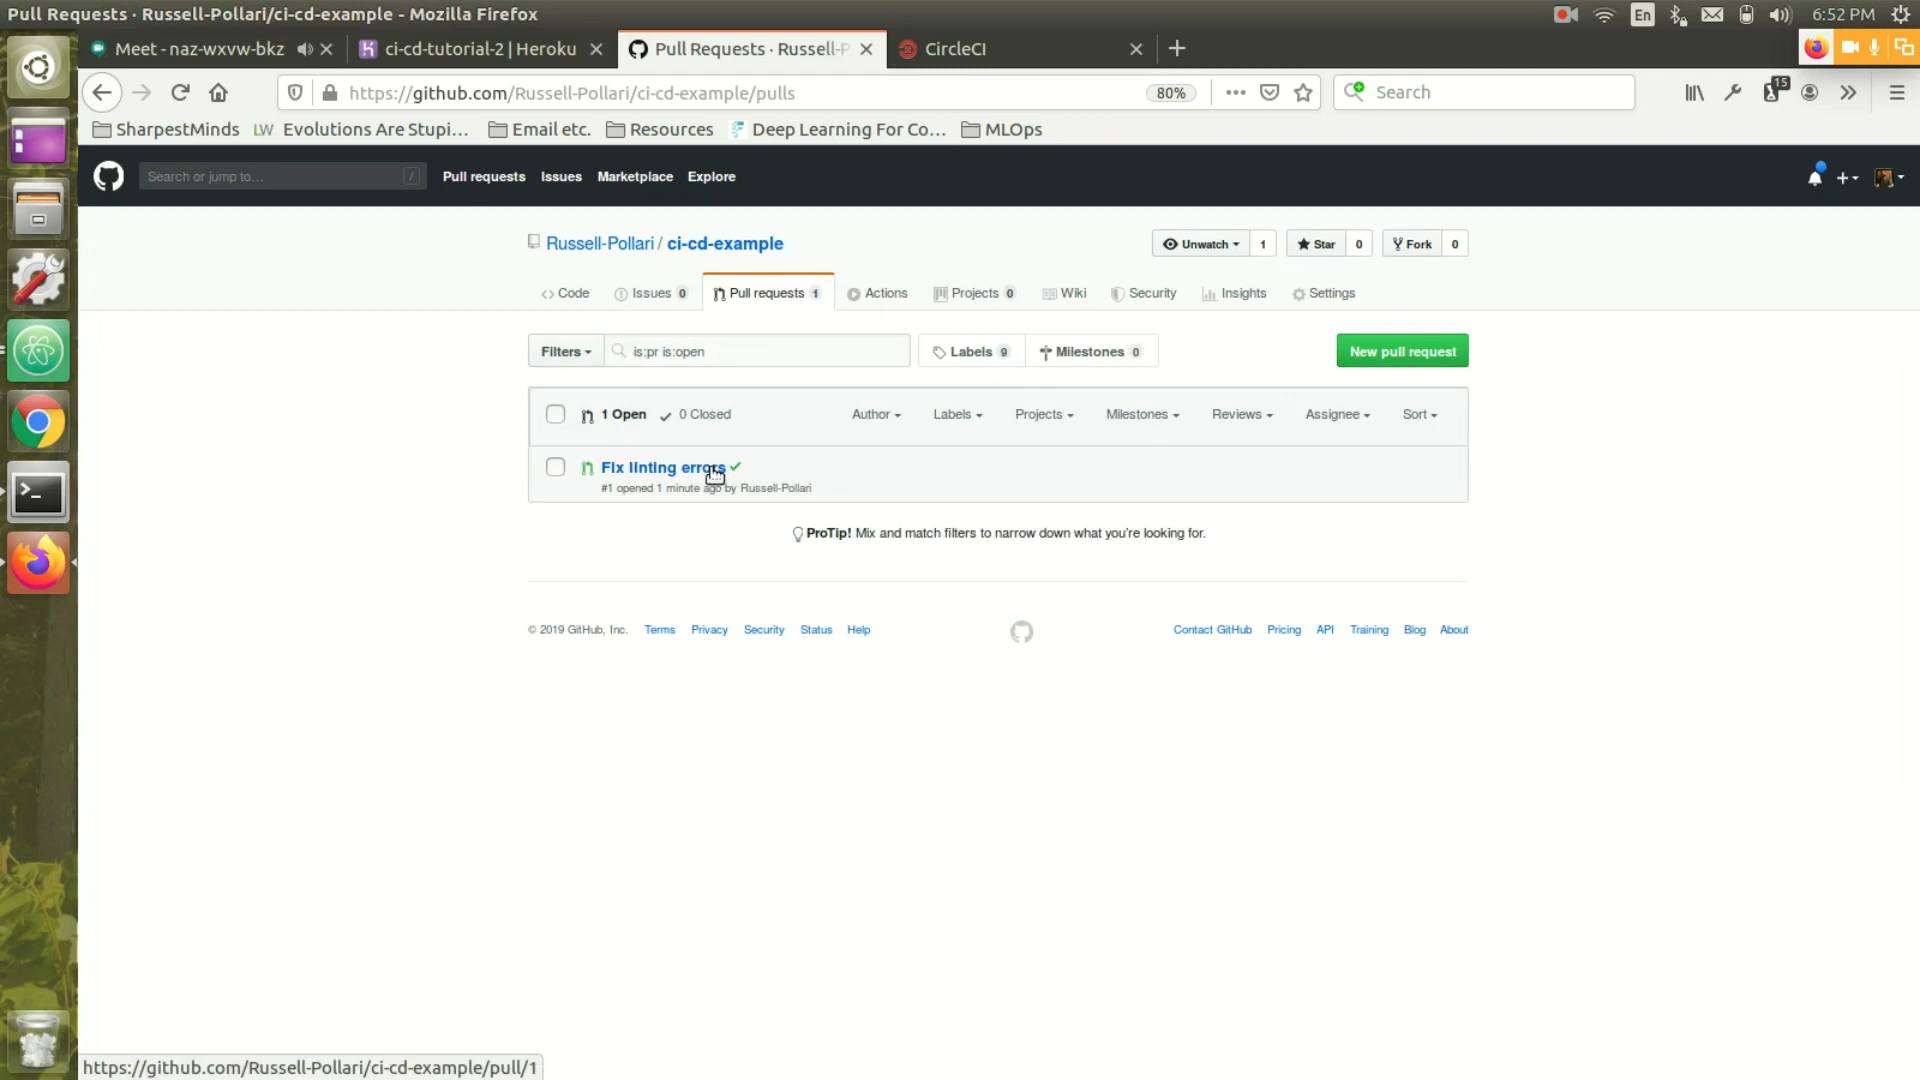 Pull Requests · Russell-Pollari/ci-cd-example - Mozilla Firefox
En
6:52 PM
Meet - naz-wxvw-bkz
ci-cd-tutorial-2 | Heroku
Pull Requests · Russell-P
CircleCI
https://github.com/Russell-Pollari/ci-cd-example/pulls
80%
Search
15
SharpestMinds
LW Evolutions Are Stupi...
Email etc.
Resources
Deep Learning For Co...
MLOps
Search or jump to...
/
Pull requests
Issues
Marketplace
Explore
Russell-Pollari / ci-cd-example
Unwatch 1
Star 0
Fork 0
Code
Issues 0
Pull requests 1
Actions
Projects 0
Wiki
Security
Insights
Settings
Filters
is:pr is:open
Labels 9
Milestones 0
New pull request
1 Open
0 Closed
Author
Labels
Projects
Milestones
Reviews
Assignee
Sort
Fix linting errors
#1 opened 1 minute ago by Russell-Pollari
ProTip! Mix and match filters to narrow down what you're looking for.
© 2019 GitHub, Inc.
Terms
Privacy
Security
Status
Help
Contact GitHub
Pricing
API
Training
Blog
About
https://github.com/Russell-Pollari/ci-cd-example/pull/1